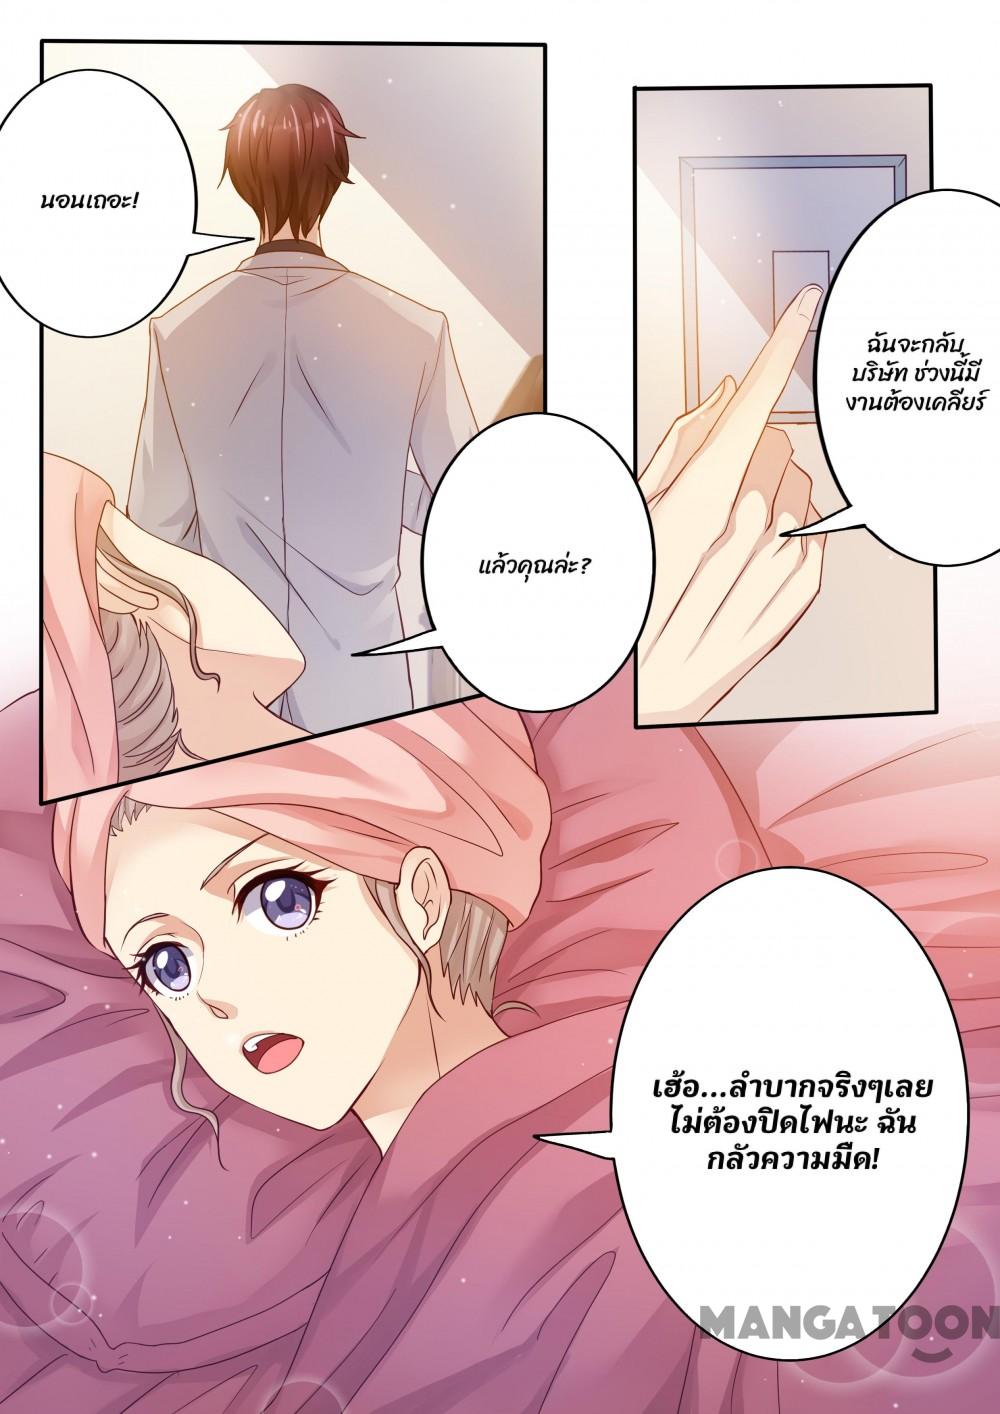 นอนเถอะ!
แล้วคุณล่ะ?
ฉันจะกลับ
บริษัท ช่วงนี้มี
งานต้องเคลียร์
เฮ้อ...ลำบากจริงๆเลย
ไม่ต้องปิดไฟนะ ฉัน
กลัวความมืด!
MANGATOON